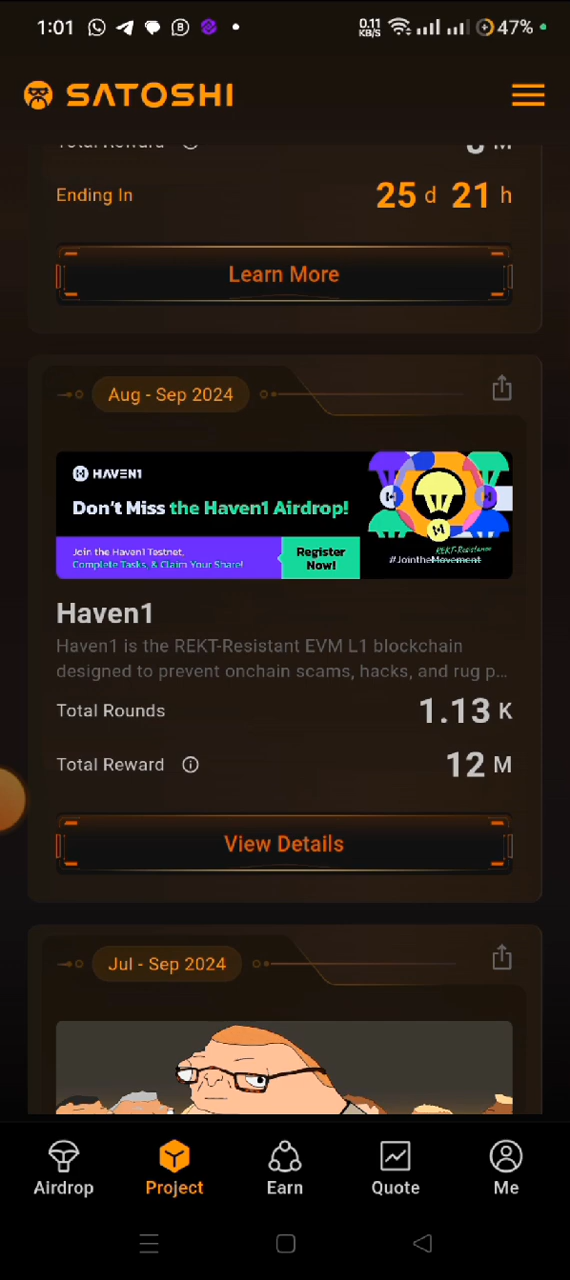 1:01
0.11
KB/S
47%
SATOSHI
Ending In
25 d 21 h
Learn More
Aug - Sep 2024
HAVEN1
Don't Miss the Haven1 Airdrop!
Join the Haven1 Testnet,
Complete Tasks, & Claim Your Share!
Register
Now!
REKT-Resistance
#JointheMovement
Haven1
Haven1 is the REKT-Resistant EVM L1 blockchain
designed to prevent onchain scams, hacks, and rug p...
Total Rounds
1.13 K
Total Reward
12 M
View Details
Jul - Sep 2024
Airdrop
Project
Earn
Quote
Me